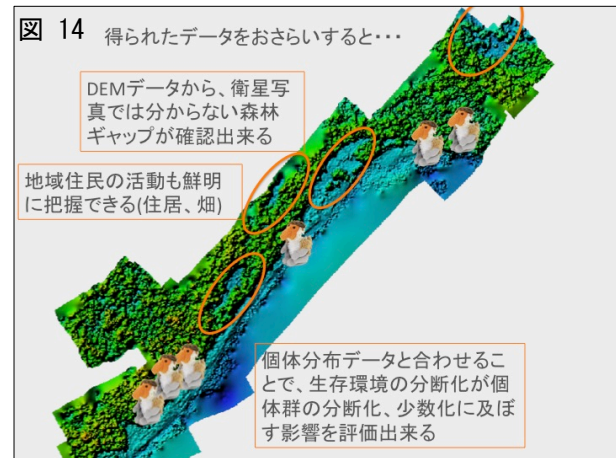 図 14 得られたデータをおさらいすると・・・
DEMデータから、衛星写
真では分からない森林
ギャップが確認出来る
地域住民の活動も鮮明
に把握できる(住居、畑)
個体分布データと合わせるこ
とで、生存環境の分断化が個
体群の分断化、少数化に及ぼ
す影響を評価出来る